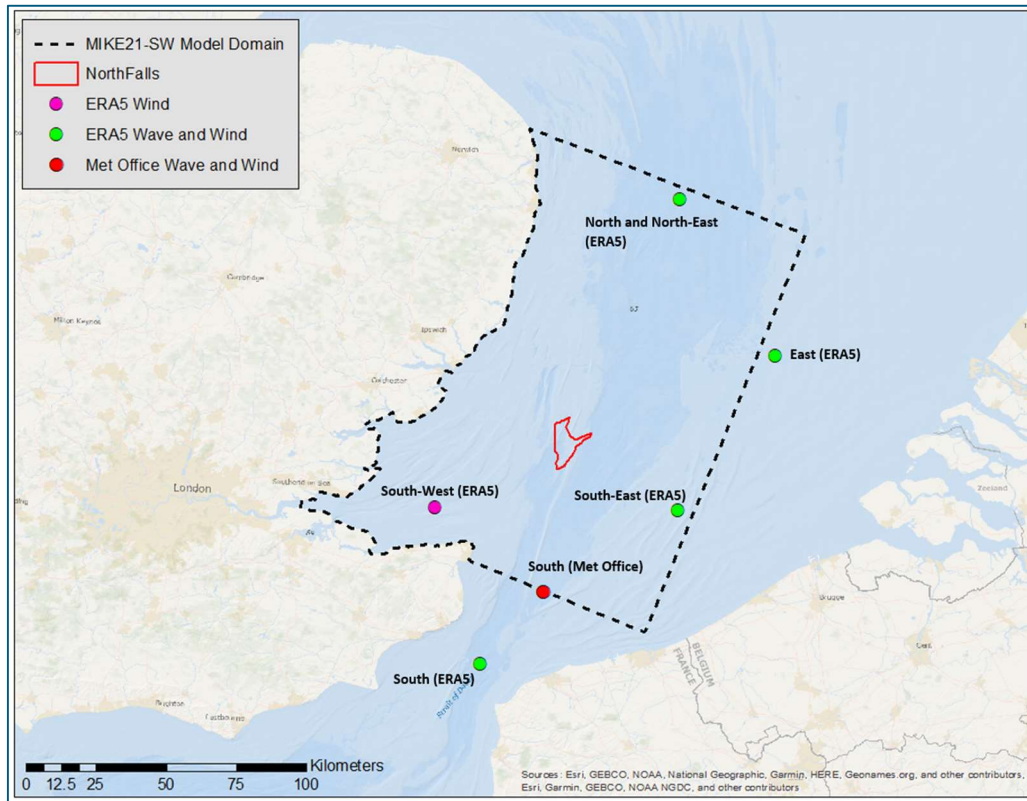 MIKE21-SW Model Domain
NorthFalls
ERA5 Wind
ERA5 Wave and Wind
Met Office Wave and Wind
Norwich
North and North-East
(ERA5)
Cambridge
Milton Keynes
Ipswich
East (ERA5)
Colchester
London
Southend on Sea
South-West (ERA5)
South-East (ERA5)
Zeeland
South (Met Office)
Brugge
Gent
BELGIUM
FRANCE
South (ERA5)
Brighton
Eastbourne
Kilometers
0 12.5 25 50 75 100
Sources: Esri, GEBCO, NOAA, National Geographic, Garmin, HERE, Geonames.org, and other contributors,
Esri, Garmin, GEBCO, NOAA NGDC, and other contributors